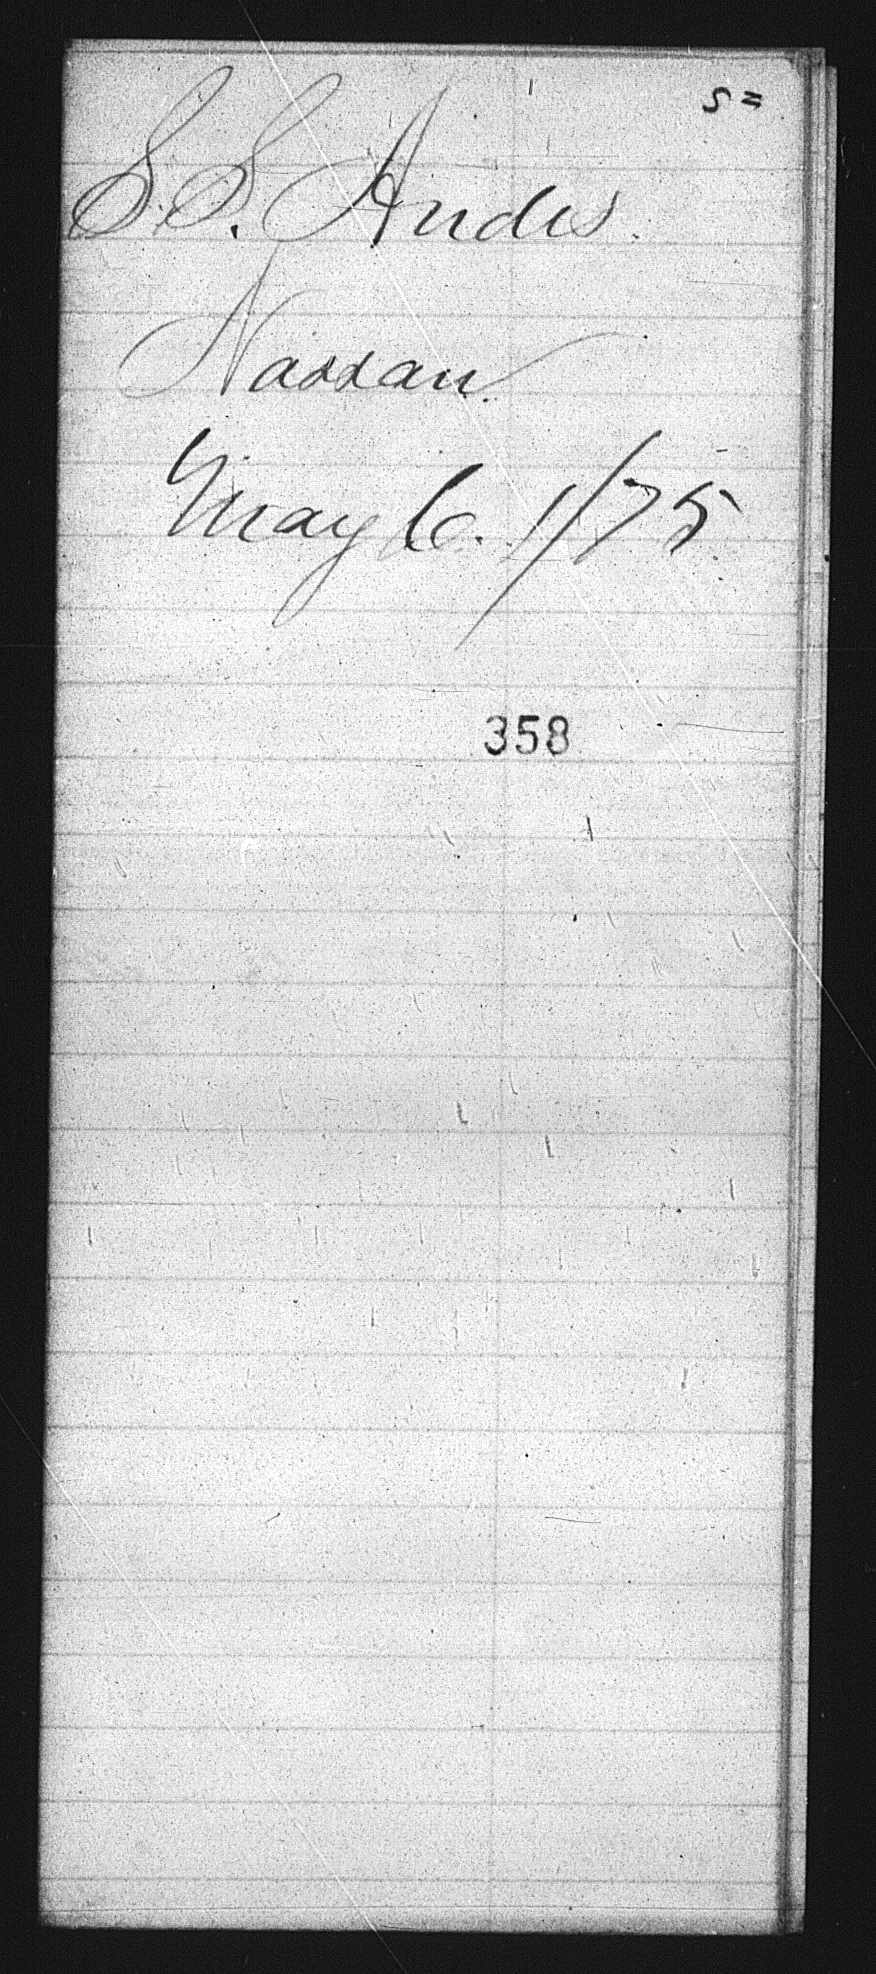 5=
S.S. Andes.
Nassau.
May 6. 1/75
358